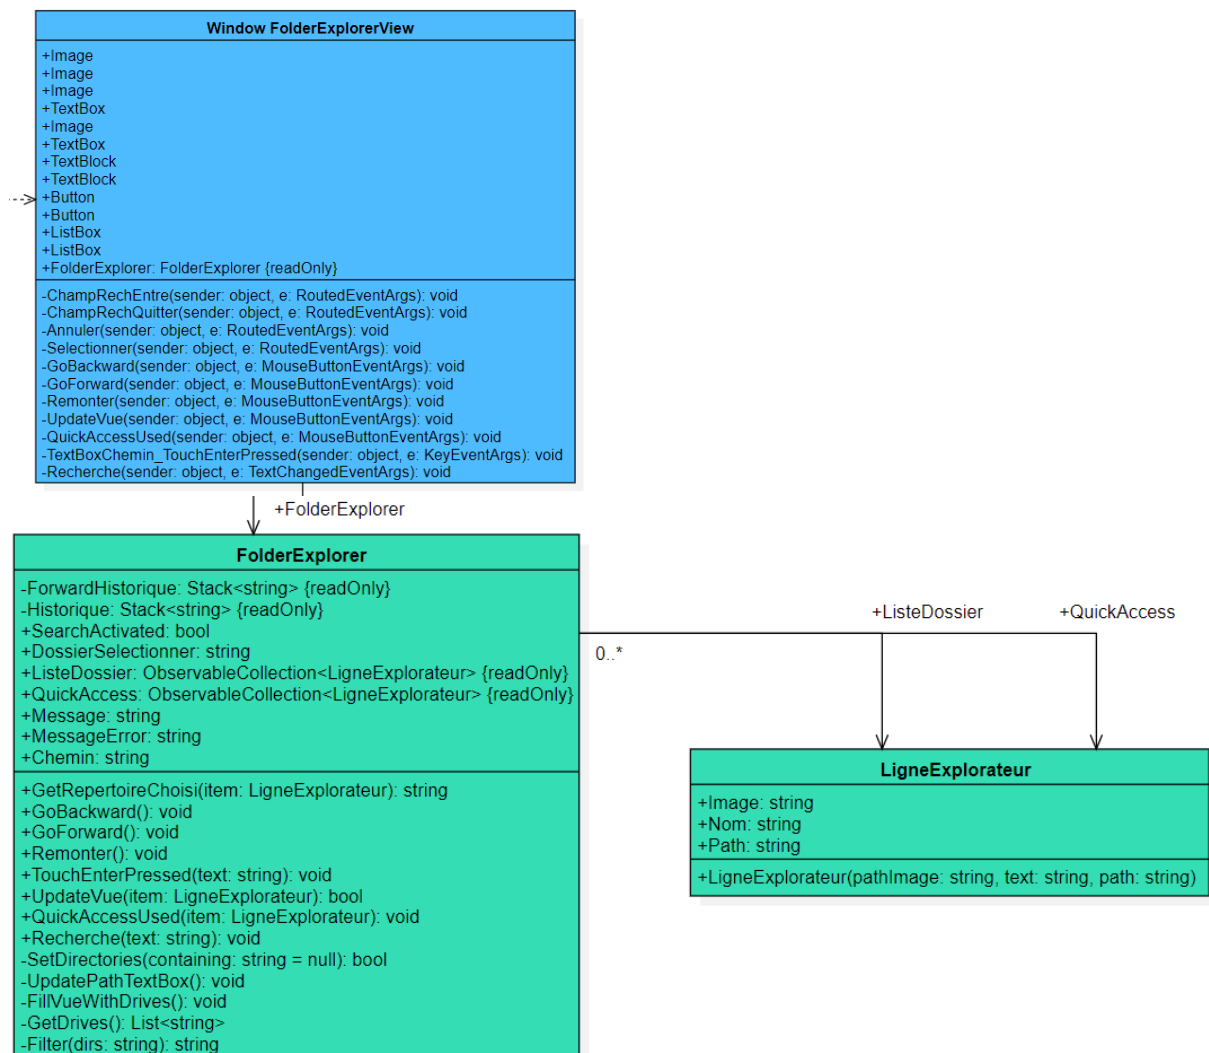 Window FolderExplorerView
+Image
+Image
+Image
+TextBox
+Image
+TextBox
+TextBlock
+TextBlock
+Button
+Button
+ListBox
+ListBox
+FolderExplorer: FolderExplorer {readOnly}
-ChampRechEntre(sender: object, e: RoutedEventArgs): void
-ChampRechQuitter(sender: object, e: RoutedEventArgs): void
-Annuler(sender: object, e: RoutedEventArgs): void
-Selectionner(sender: object, e: RoutedEventArgs): void
-GoBackward(sender: object, e: MouseButtonEventArgs): void
-GoForward(sender: object, e: MouseButtonEventArgs): void
-Remonter(sender: object, e: MouseButtonEventArgs): void
-UpdateVue(sender: object, e: MouseButtonEventArgs): void
-QuickAccessUsed(sender: object, e: MouseButtonEventArgs): void
-TextBoxChemin_TouchEnterPressed(sender: object, e: KeyEventArgs): void
-Recherche(sender: object, e: TextChangedEventArgs): void
+FolderExplorer
FolderExplorer
-ForwardHistorique: Stack<string> {readOnly}
-Historique: Stack<string> {readOnly}
+SearchActivated: bool
+DossierSelectionner: string
+ListeDossier: ObservableCollection<LigneExplorateur> {readOnly}
+QuickAccess: ObservableCollection<LigneExplorateur> {readOnly}
+Message: string
+MessageError: string
+Chemin: string
+GetRepertoireChoisi(item: LigneExplorateur): string
+GoBackward(): void
+GoForward(): void
+Remonter(): void
+TouchEnterPressed(text: string): void
+UpdateVue(item: LigneExplorateur): bool
+QuickAccessUsed(item: LigneExplorateur): void
+Recherche(text: string): void
-SetDirectories(containing: string = null): bool
-UpdatePathTextBox(): void
-FillVueWithDrives(): void
-GetDrives(): List<string>
-Filter(dirs: string): string
0..*
+ListeDossier
+QuickAccess
LigneExplorateur
+Image: string
+Nom: string
+Path: string
+LigneExplorateur(pathImage: string, text: string, path: string)